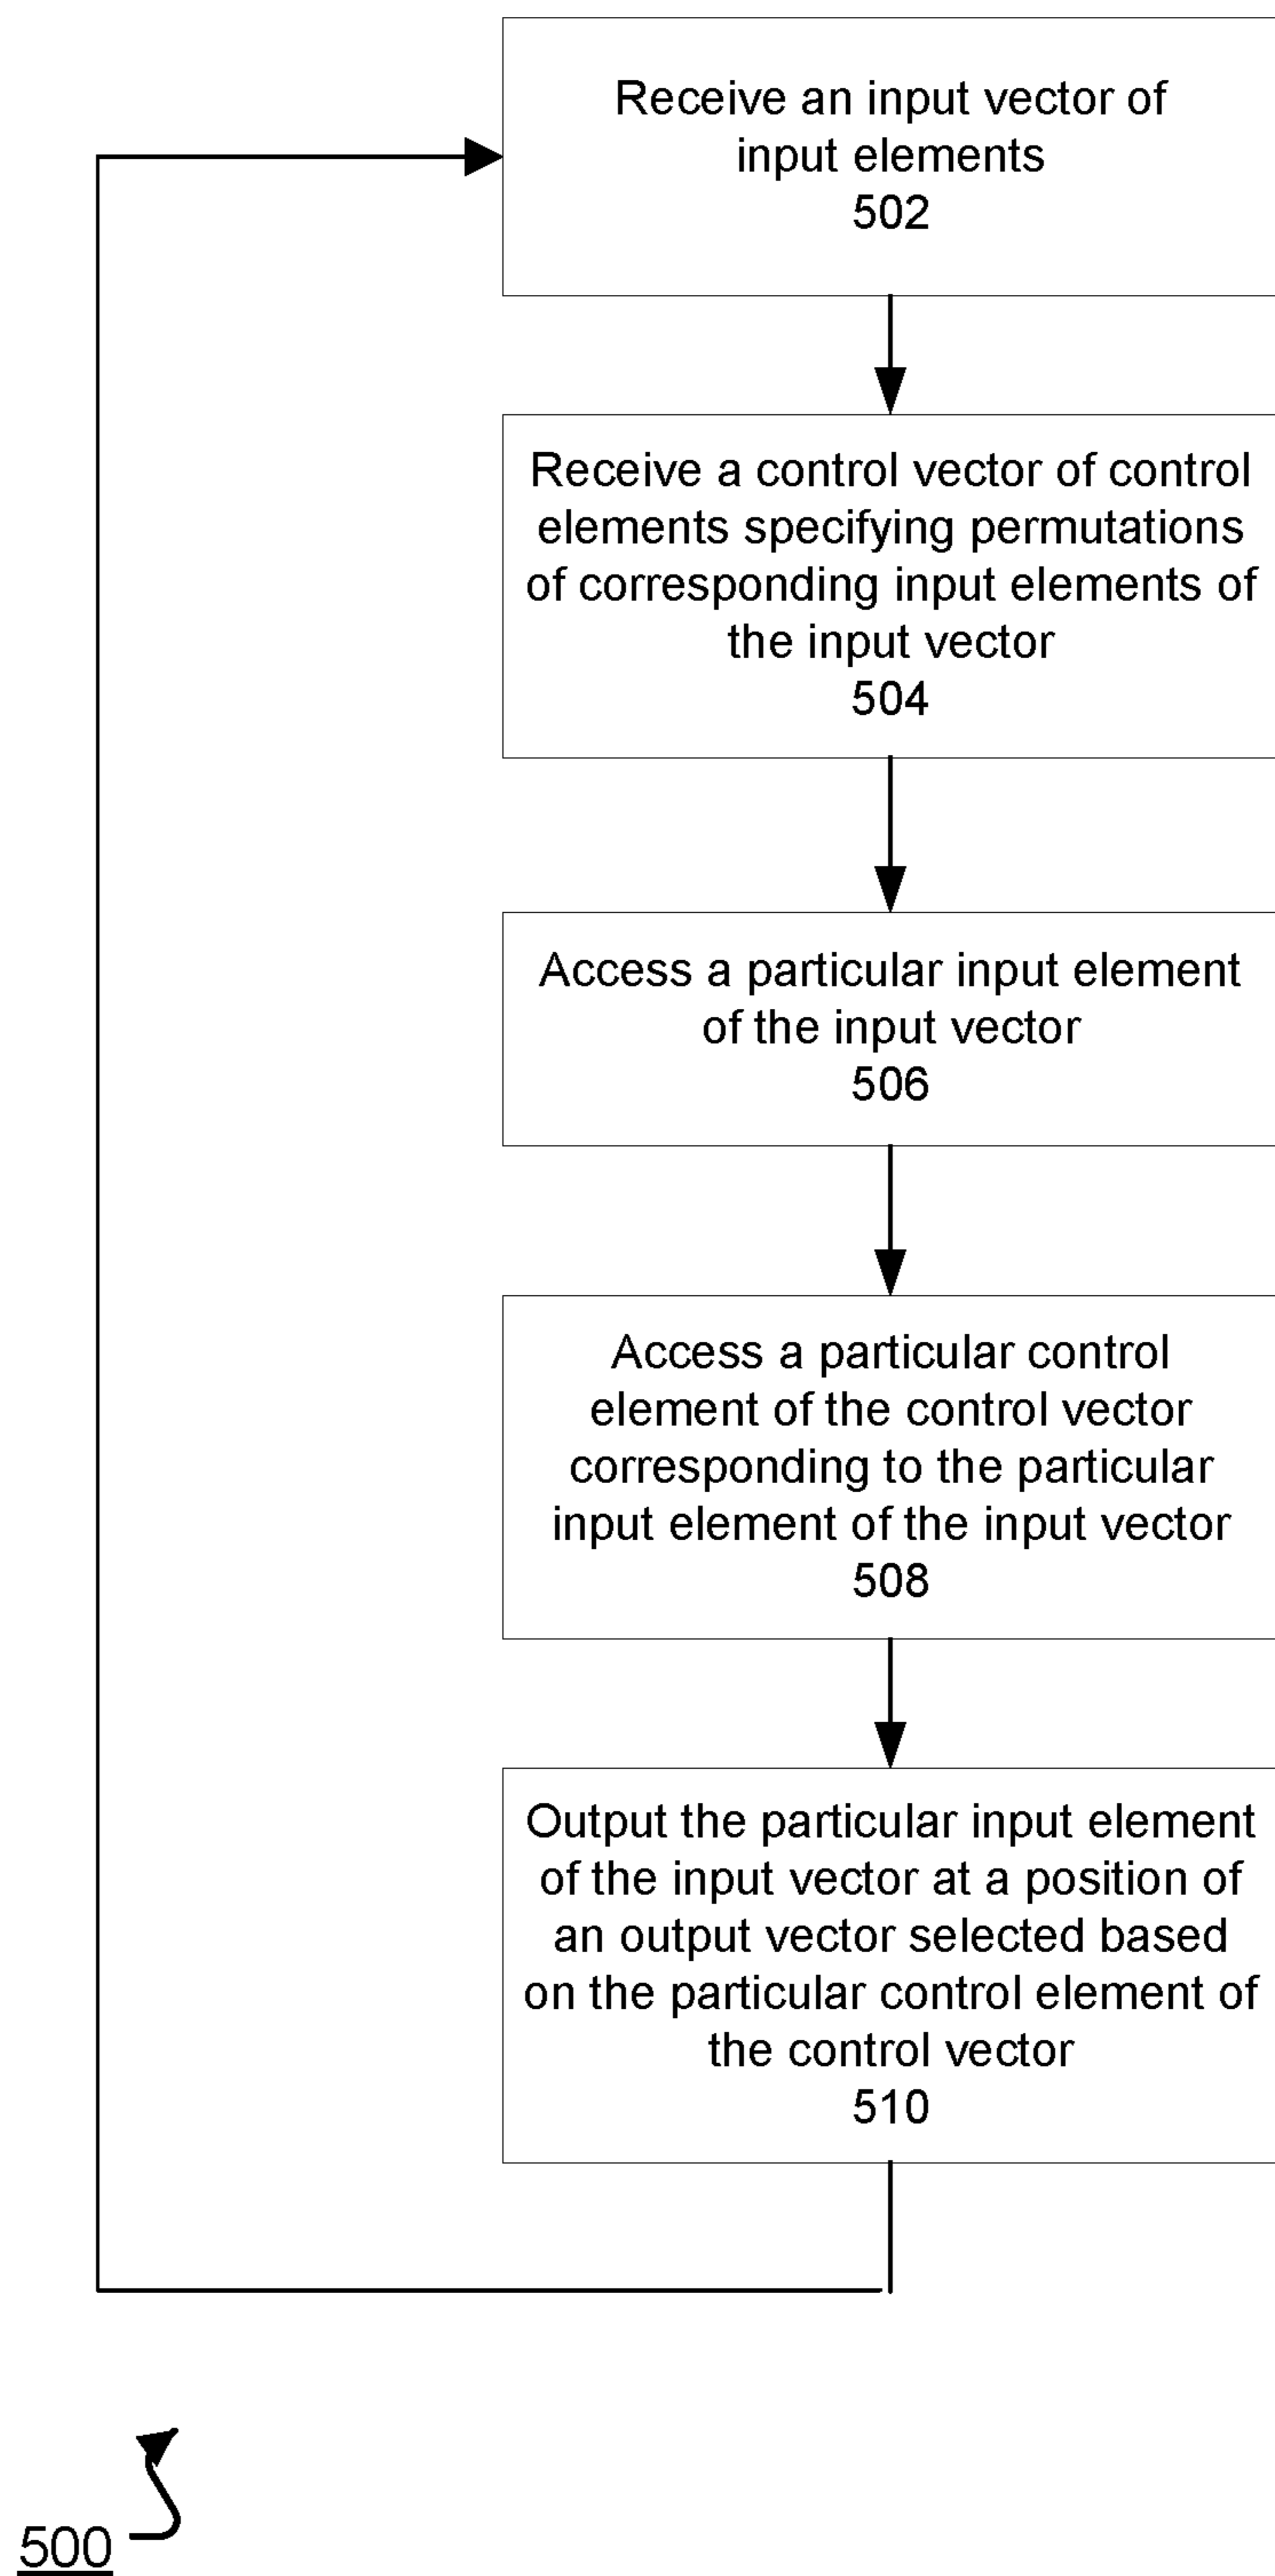 Receive an input vector of
input elements
502
Receive a control vector of control
elements specifying permutations
of corresponding input elements of
the input vector
504
Access a particular input element
of the input vector
506
Access a particular control
element of the control vector
corresponding to the particular
input element of the input vector
508
Output the particular input element
of the input vector at a position of
an output vector selected based
on the particular control element of
the control vector
510
500